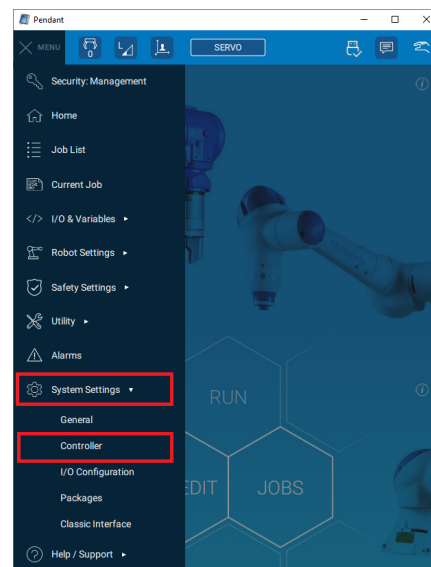 Pendant
MENU
0
SERVO
Security: Management
Home
Job List
Current Job
I/O & Variables
Robot Settings
Safety Settings
Utility
Alarms
System Settings
RUN
General
Controller
I/O Configuration
EDIT
JOBS
Packages
Classic Interface
Help / Support